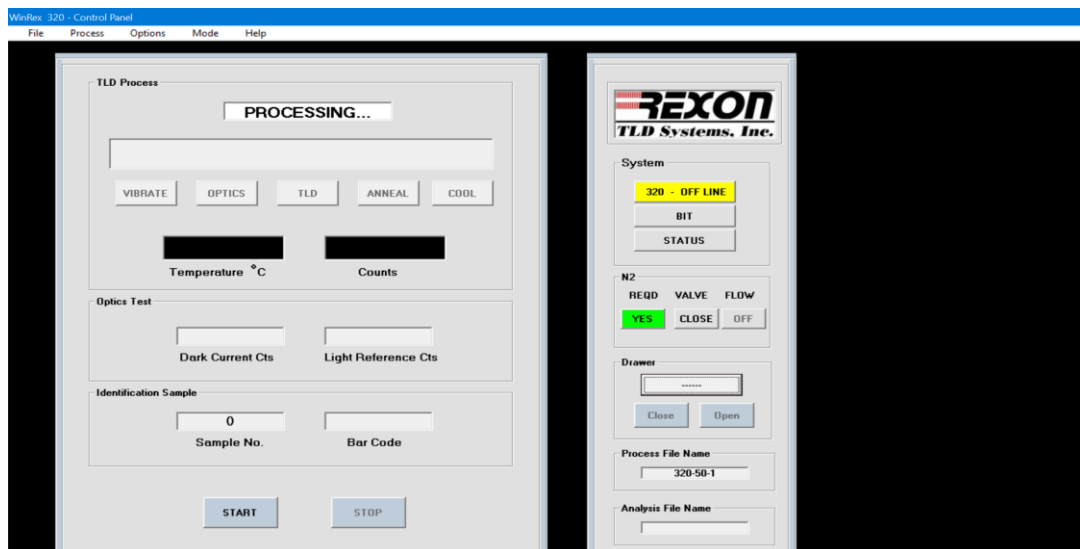 WinRex 320 - Control Panel
File Process Options Mode Help
TLD Process
PROCESSING...
VIBRATE OPTICS TLD ANNEAL COOL
Temperature °C Counts
Optics Test
Dark Current Cts Light Reference Cts
Identification Sample
0
Sample No. Bar Code
START STOP
REXON
TLD Systems, Inc.
System
320 - OFF LINE
BIT
STATUS
N2
REQD VALVE FLOW
YES CLOSE OFF
Drawer
------
Close Open
Process File Name
320-50-1
Analysis File Name